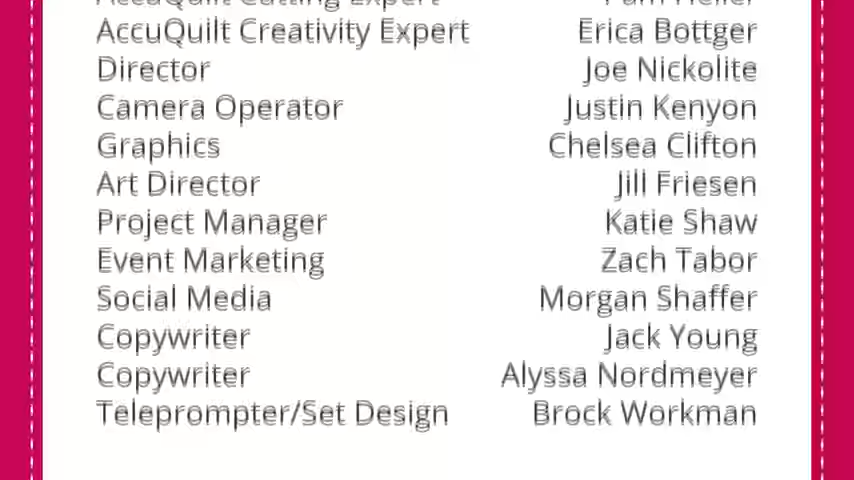 AccuQuilt Cutting Expert Pam Heller
AccuQuilt Creativity Expert Erica Bottger
Director Joe Nickolite
Camera Operator Justin Kenyon
Graphics Chelsea Clifton
Art Director Jill Friesen
Project Manager Katie Shaw
Event Marketing Zach Tabor
Social Media Morgan Shaffer
Copywriter Jack Young
Copywriter Alyssa Nordmeyer
Teleprompter/Set Design Brock Workman